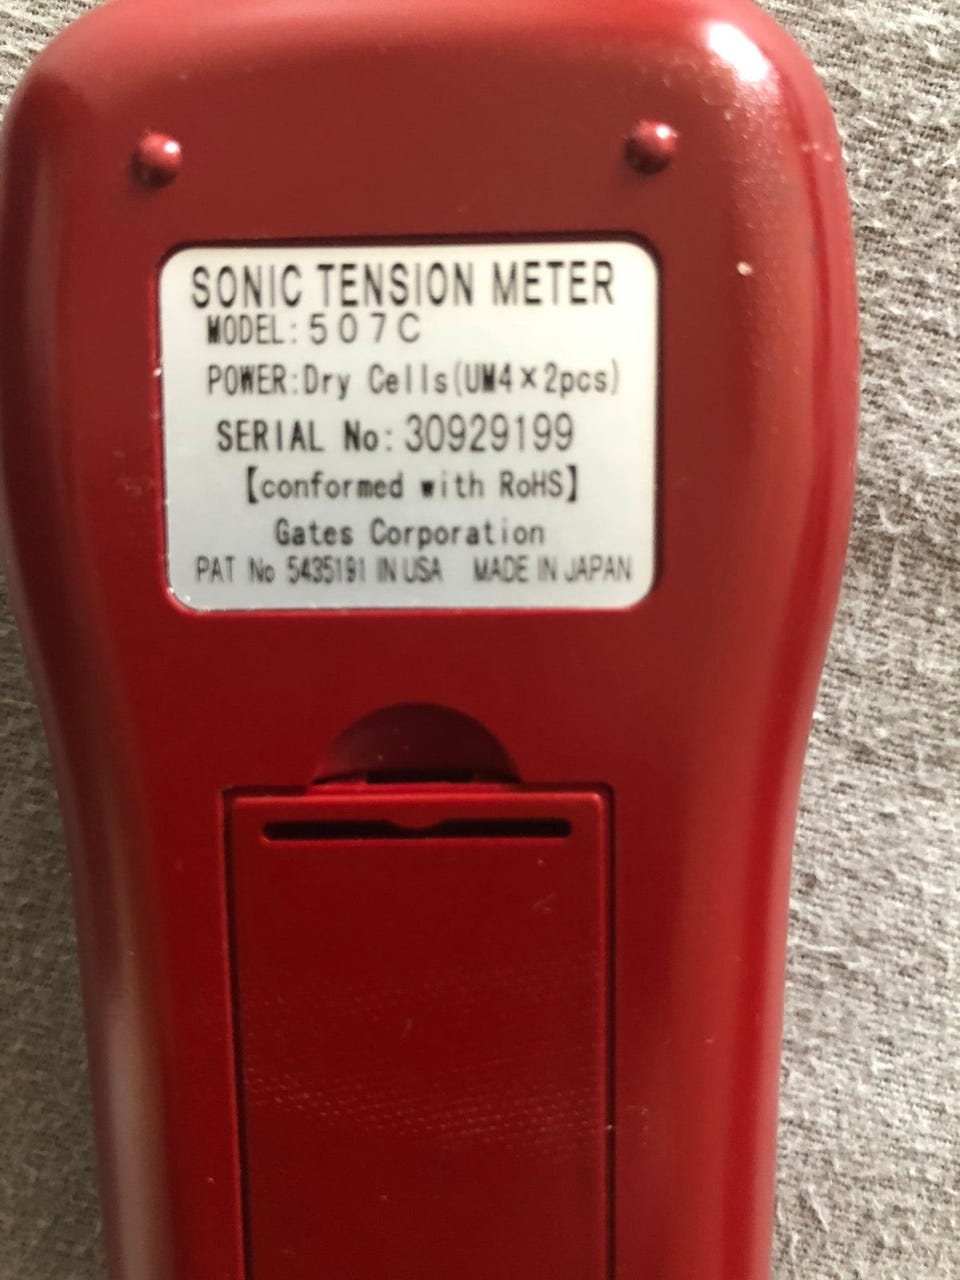 SONIC TENSION METER
MODEL: 507C
POWER:Dry Cells(UM4×2pcs)
SERIAL No: 30929199
【conformed with RoHS】
Gates Corporation
PAT No 5435191 IN USA MADE IN JAPAN